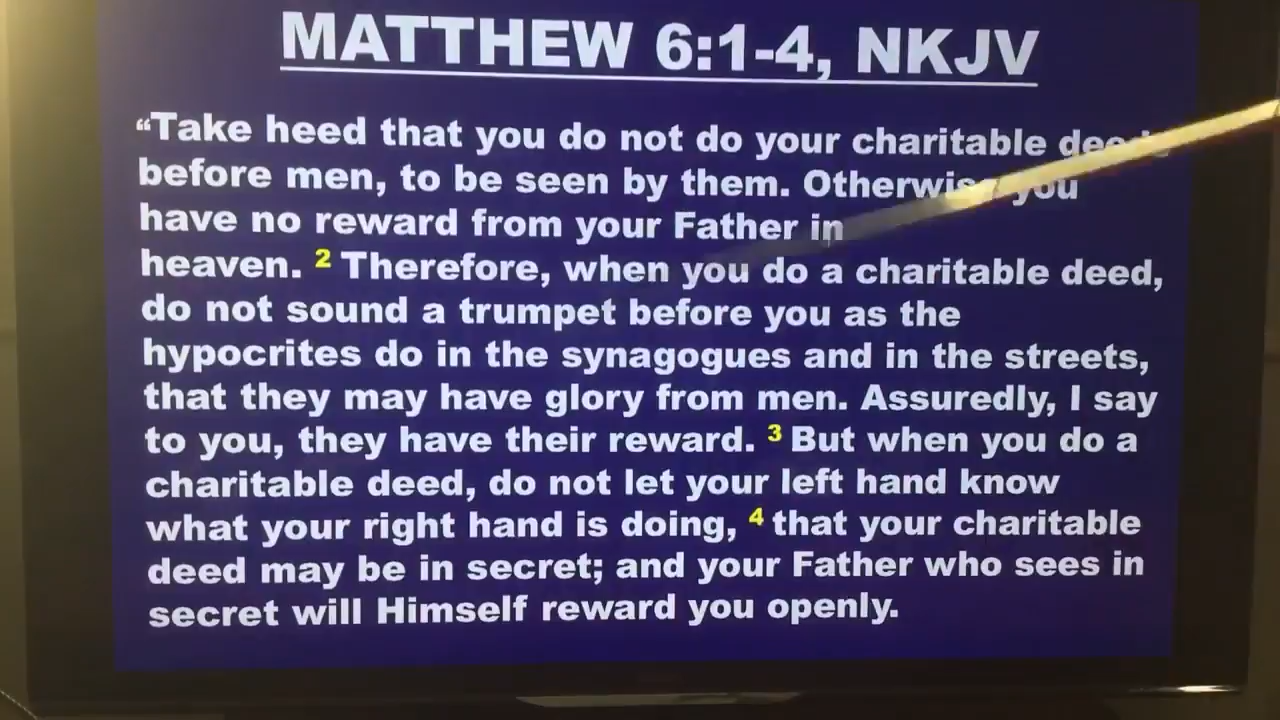 MATTHEW 6:1-4, NKJV
“Take heed that you do not do your charitable
before men, to be seen by them. Otherwise you
have no reward from your Father in
heaven. 2 Therefore, when you do a charitable deed,
do not sound a trumpet before you as the
hypocrites do in the synagogues and in the streets,
that they may have glory from men. Assuredly, I say
to you, they have their reward. 3 But when you do a
charitable deed, do not let your left hand know
what your right hand is doing, 4 that your charitable
deed may be in secret; and your Father who sees in
secret will Himself reward you openly.